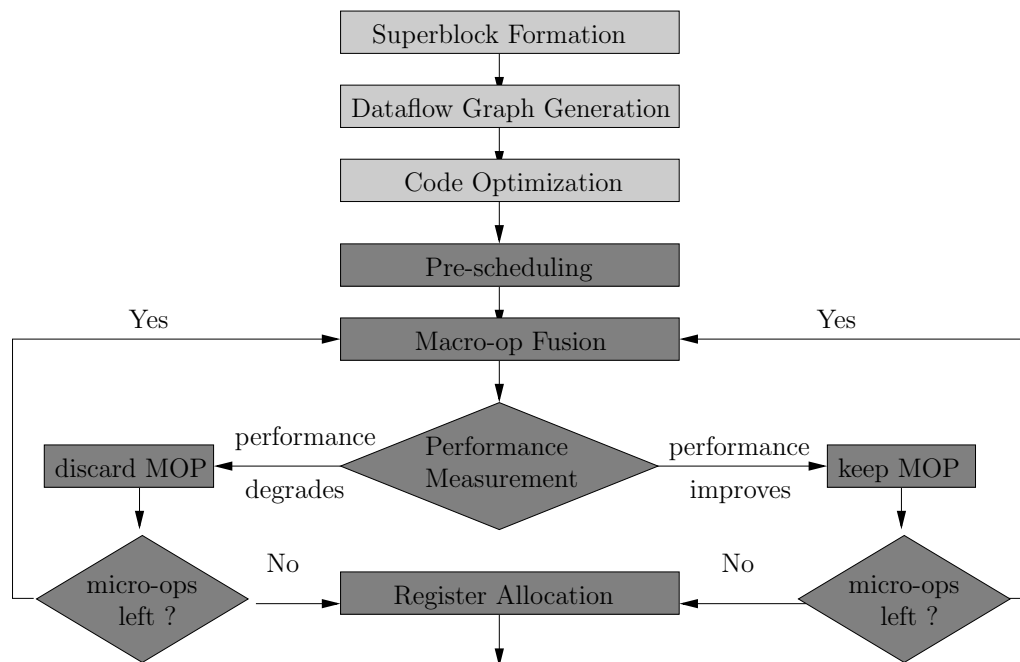 Superblock Formation
Dataflow Graph Generation
Code Optimization
Pre-scheduling
Yes
Yes
Macro-op Fusion
performance
degrades
Performance
Measurement
performance
improves
discard MOP
keep MOP
micro-ops
left ?
No
Register Allocation
No
micro-ops
left ?